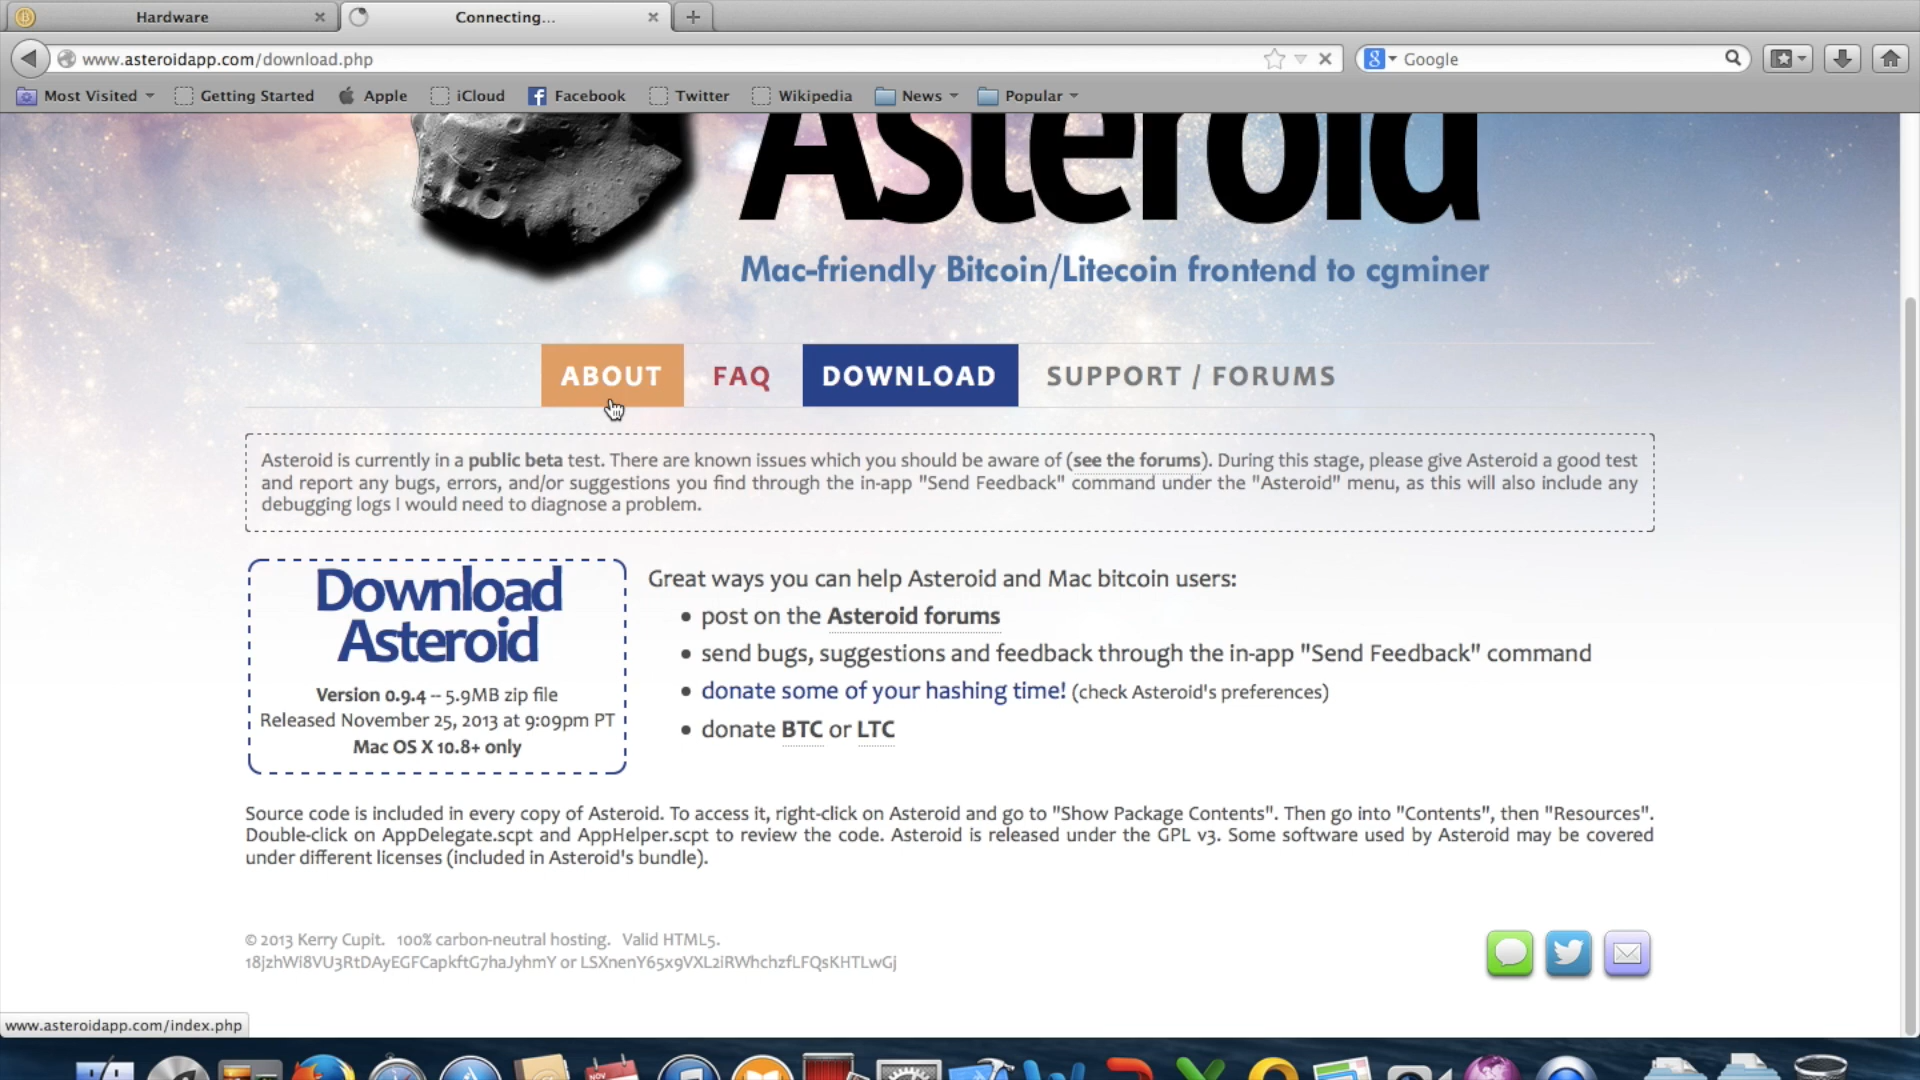 Hardware
Connecting...
www.asteroidapp.com/download.php
Google
Most Visited
Getting Started
Apple
iCloud
Facebook
Twitter
Wikipedia
News
Popular
Asteroid
Mac-friendly Bitcoin/Litecoin frontend to cgminer
ABOUT
FAQ
DOWNLOAD
SUPPORT / FORUMS
Asteroid is currently in a public beta test. There are known issues which you should be aware of (see the forums). During this stage, please give Asteroid a good test
and report any bugs, errors, and/or suggestions you find through the in-app "Send Feedback" command under the "Asteroid" menu, as this will also include any
debugging logs I would need to diagnose a problem.
Download
Asteroid
Version 0.9.4 -- 5.9MB zip file
Released November 25, 2013 at 9:09pm PT
Mac OS X 10.8+ only
Great ways you can help Asteroid and Mac bitcoin users:
• post on the Asteroid forums
• send bugs, suggestions and feedback through the in-app "Send Feedback" command
• donate some of your hashing time! (check Asteroid's preferences)
• donate BTC or LTC
Source code is included in every copy of Asteroid. To access it, right-click on Asteroid and go to "Show Package Contents". Then go into "Contents", then "Resources".
Double-click on AppDelegate.scpt and AppHelper.scpt to review the code. Asteroid is released under the GPL v3. Some software used by Asteroid may be covered
under different licenses (included in Asteroid's bundle).
© 2013 Kerry Cupit. 100% carbon-neutral hosting. Valid HTML5.
18jzhWi8VU3RtDAyEGFCapkftG7haJyhmY or LSXnenY65x9VXL2iRWhchzfLFQsKHTLwGj
www.asteroidapp.com/index.php
NOV